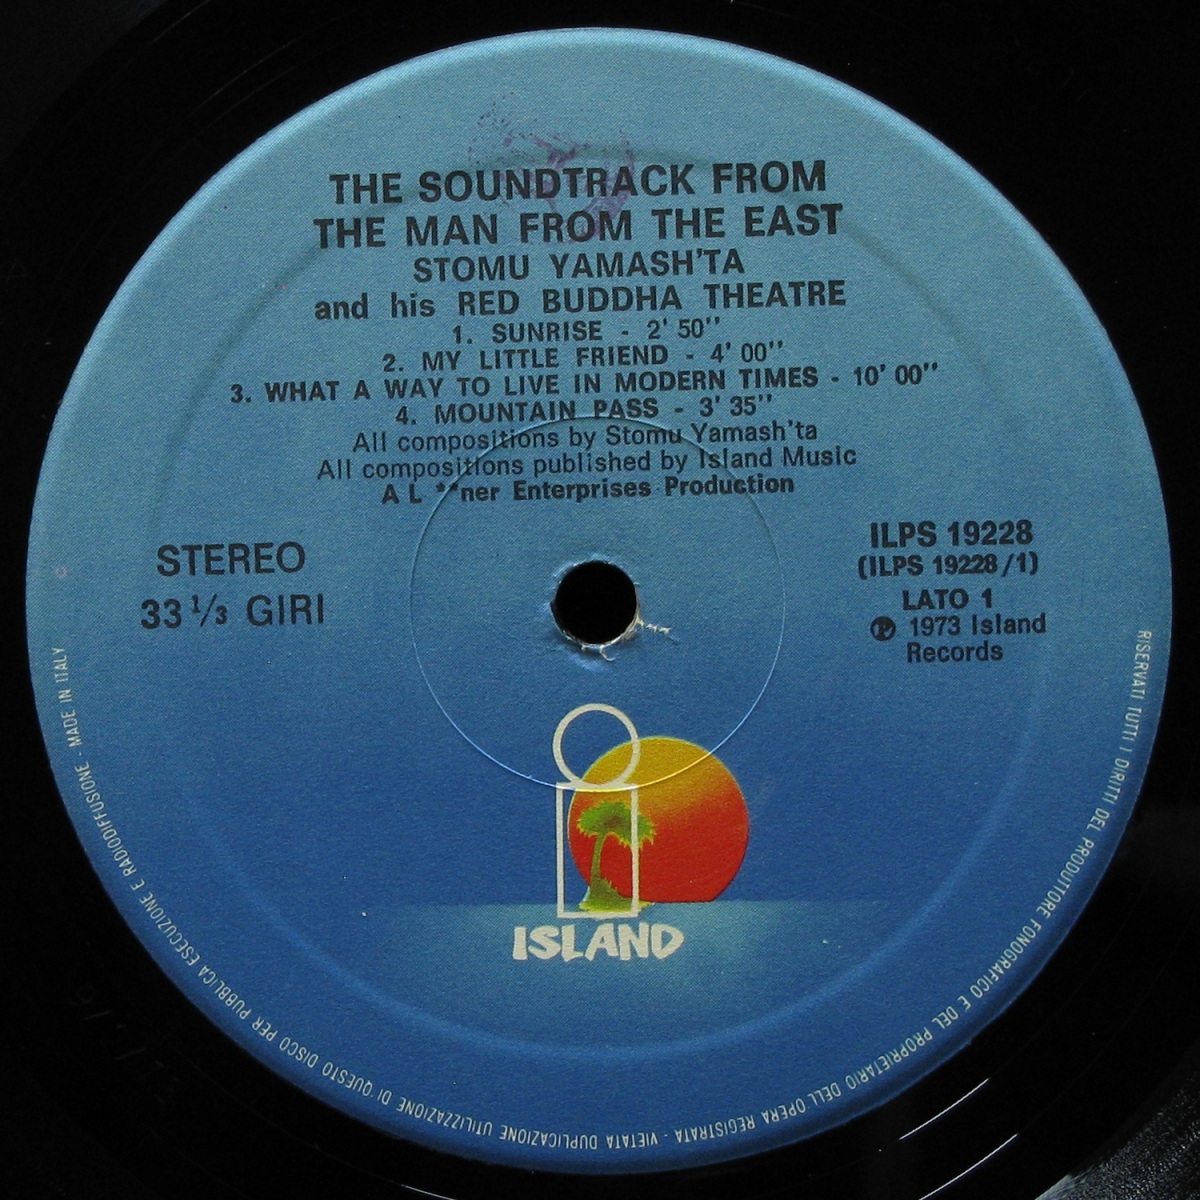 THE SOUNDTRACK FROM
THE MAN FROM THE EAST
STOMU YAMASH'TA
and his RED BUDDHA THEATRE
1. SUNRISE - 2' 50''
2. MY LITTLE FRIEND - 4' 00''
3. WHAT A WAY TO LIVE IN MODERN TIMES - 10' 00''
4. MOUNTAIN PASS - 3' 35''
All compositions by Stomu Yamash'ta
All compositions published by Island Music
A L **ner Enterprises Production
STEREO
33 1/3 GIRI
ILPS 19228
(ILPS 19228/1)
LATO 1
Ⓟ 1973 Island
Records
ISLAND
RISERVATI TUTTI I DIRITTI DEL PRODUTTORE FONOGRAFICO E DEL PROPRIETARIO DELL'OPERA REGISTRATA - VIETATA DUPLICAZIONE UTILIZZAZIONE DI QUESTO DISCO PER PUBBLICA ESECUZIONE E RADIODIFFUSIONE - MADE IN ITALY